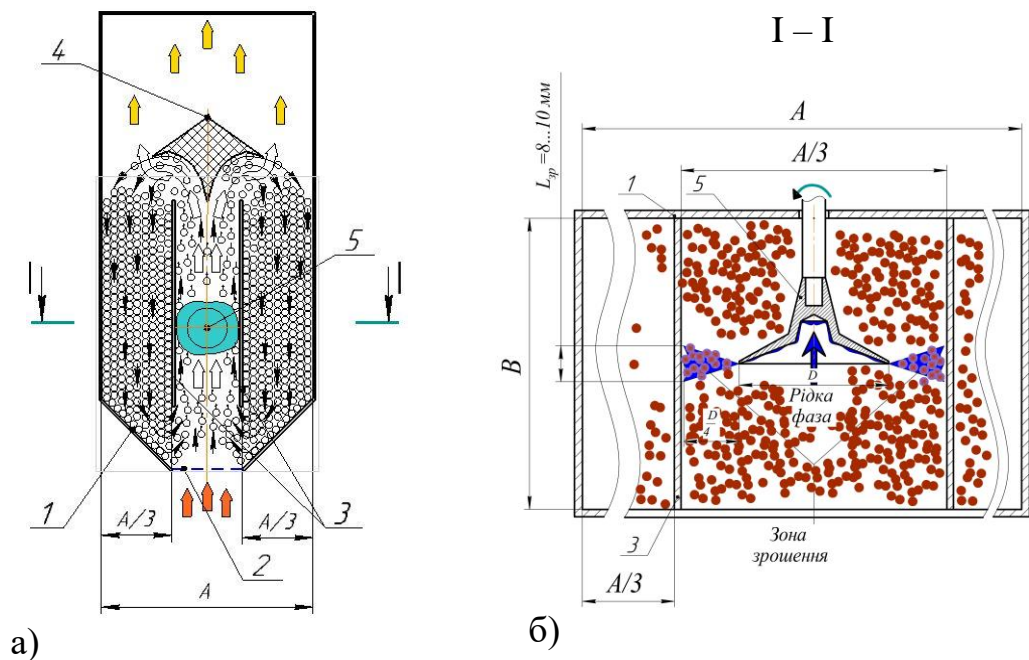 4
5
I
I
1
A/3
A/3
3
2
A
а)
I – I
Lзр=8...10 мм
A
A/3
1
5
B
D
Рідка
фаза
D/4
3
Зона
зрошення
A/3
б)